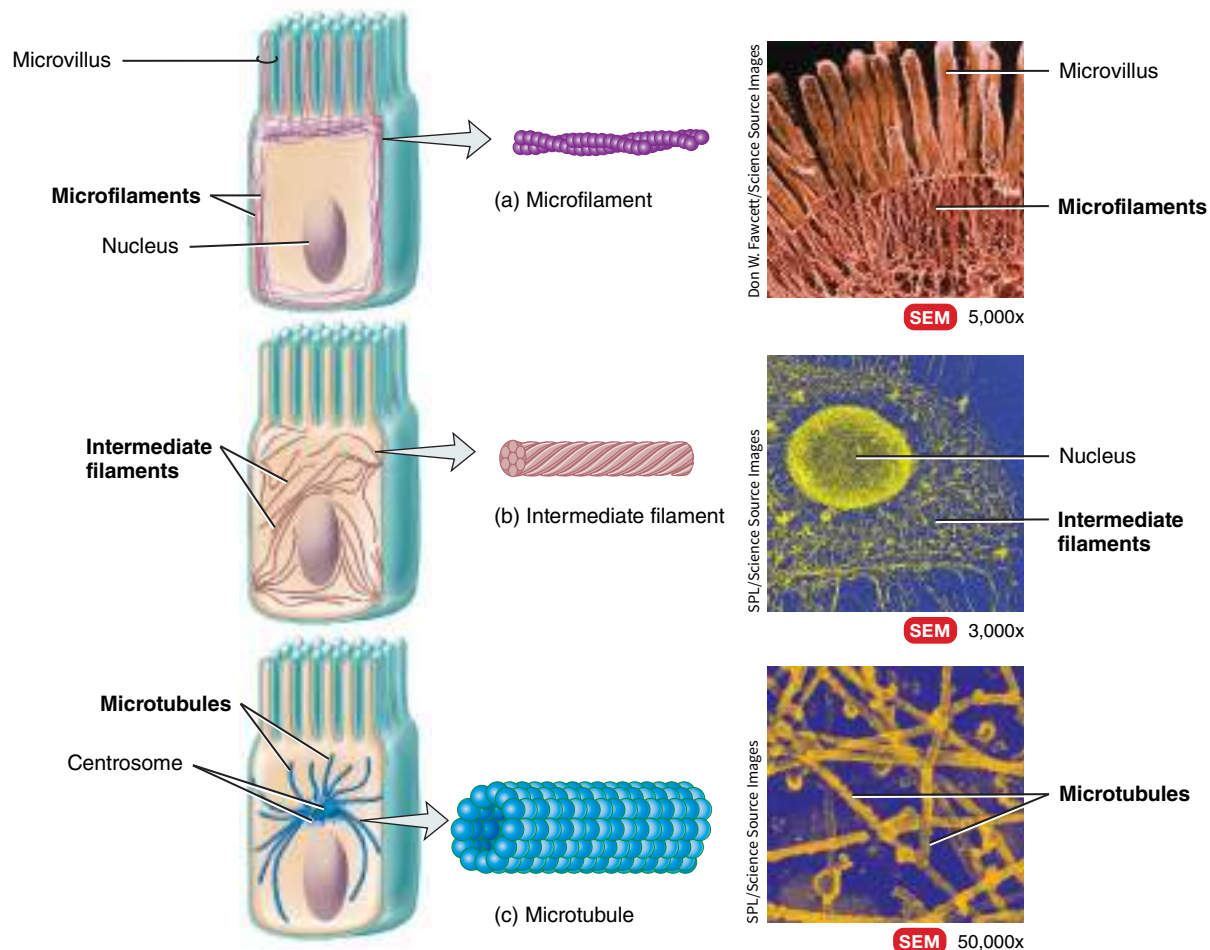 Microvillus
Microfilaments
Nucleus
(a) Microfilament
Don W. Fawcett/Science Source Images
Microvillus
Microfilaments
SEM 5,000x
Intermediate
filaments
(b) Intermediate filament
SPL/Science Source Images
Nucleus
Intermediate
filaments
SEM 3,000x
Microtubules
Centrosome
(c) Microtubule
SPL/Science Source Images
Microtubules
SEM 50,000x